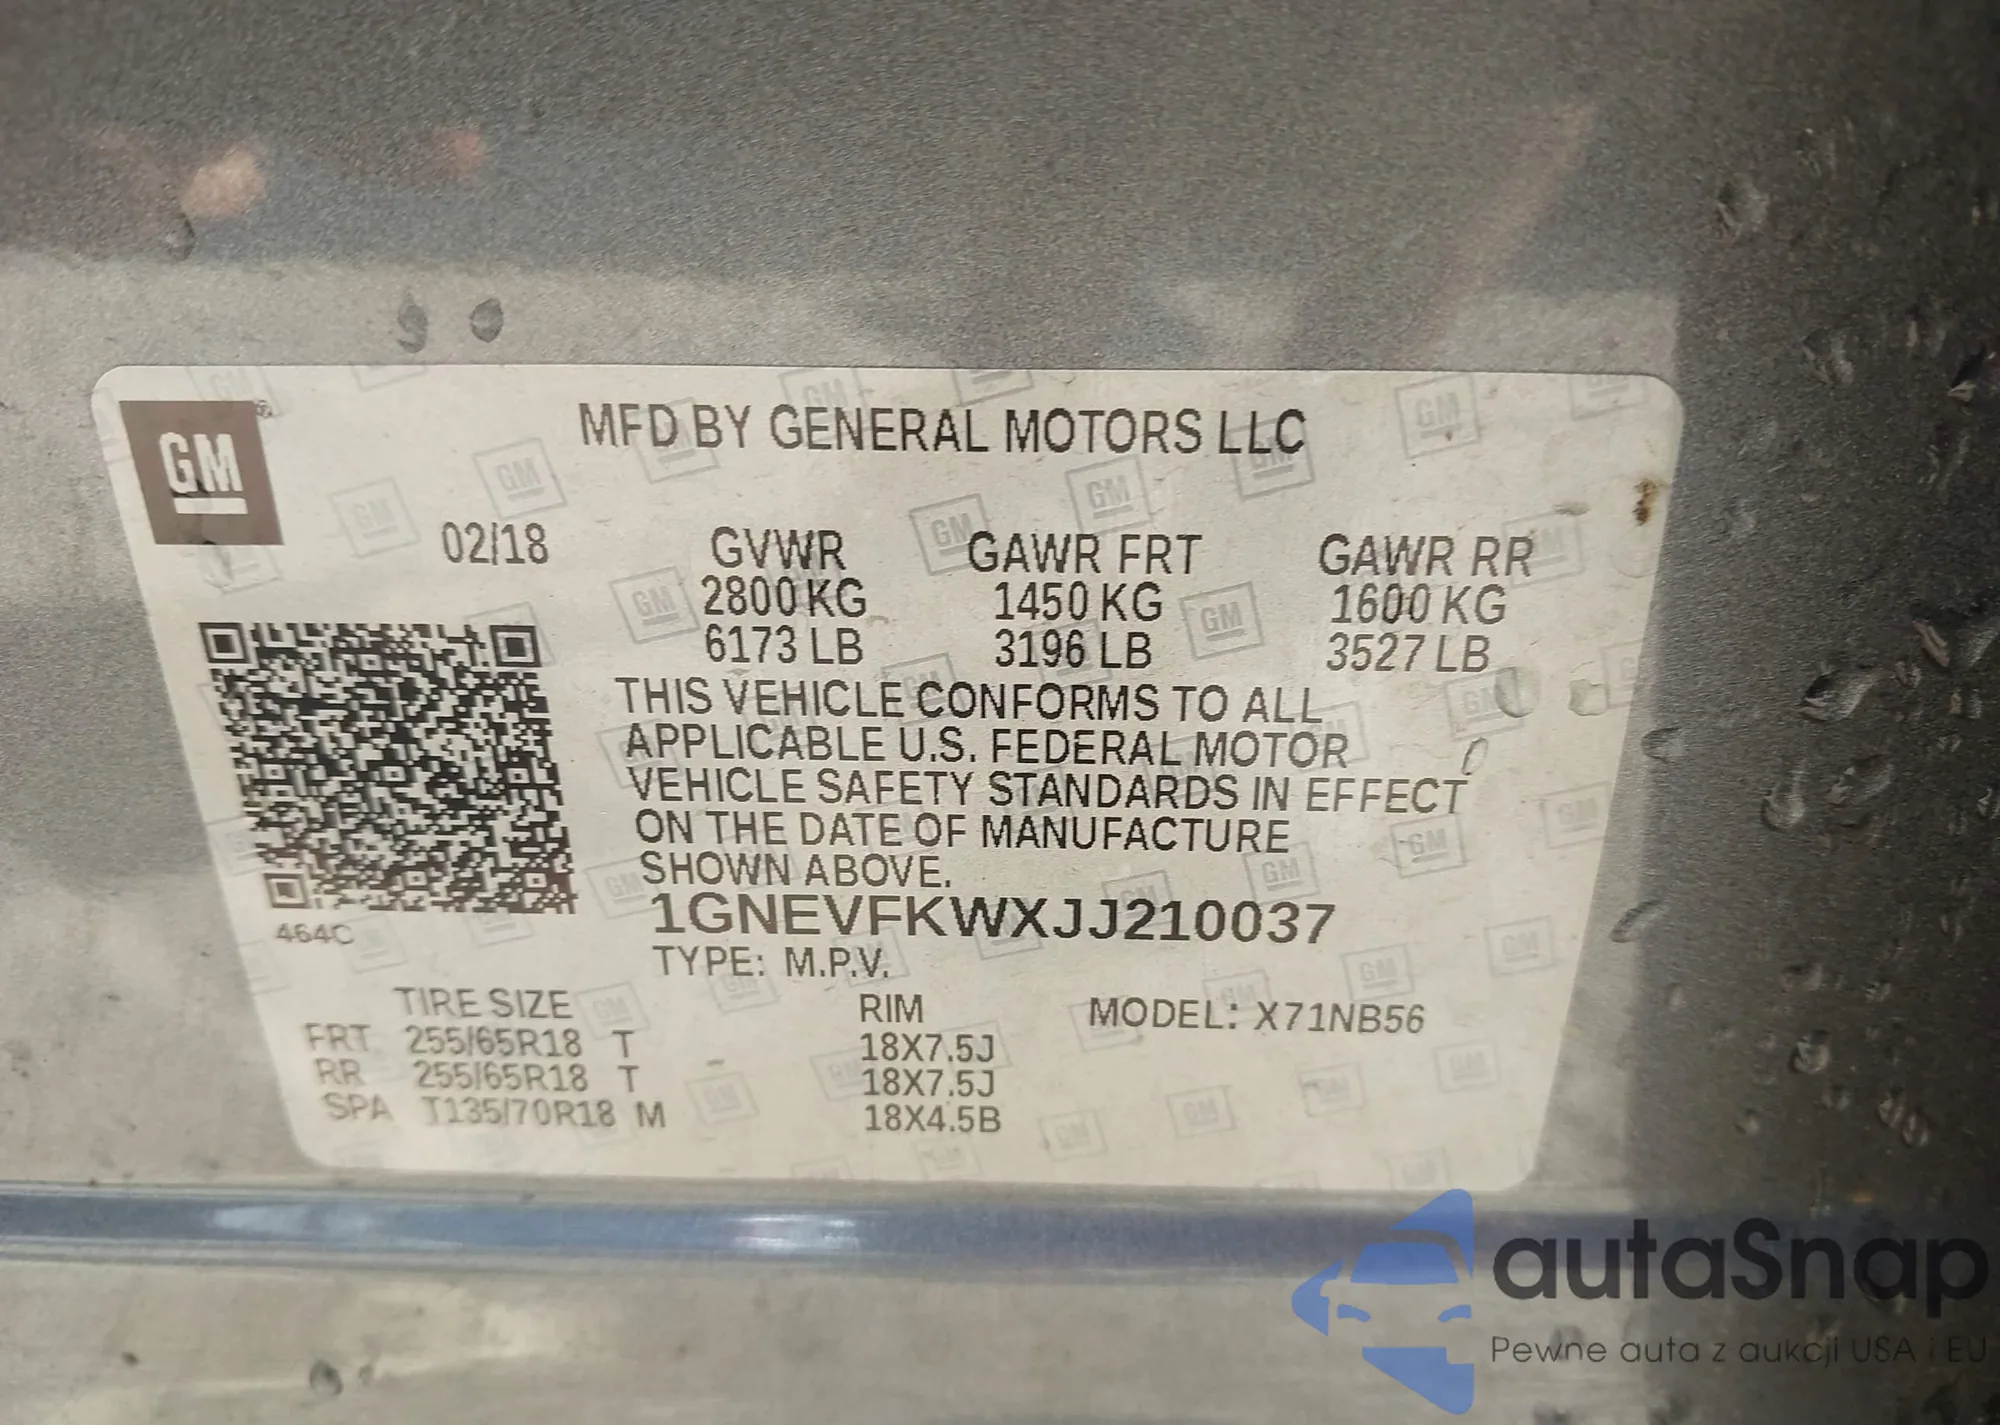 GM
MFD BY GENERAL MOTORS LLC
02/18 GVWR GAWR FRT GAWR RR
2800 KG 1450 KG 1600 KG
6173 LB 3196 LB 3527 LB
THIS VEHICLE CONFORMS TO ALL
APPLICABLE U.S. FEDERAL MOTOR
VEHICLE SAFETY STANDARDS IN EFFECT
ON THE DATE OF MANUFACTURE
SHOWN ABOVE.
1GNEVFKWXJJ210037
464C
TYPE: M.P.V.
TIRE SIZE RIM MODEL: X71NB56
FRT 255/65R18 T 18X7.5J
RR 255/65R18 T 18X7.5J
SPA T135/70R18 M 18X4.5B
autaSnap
Pewne auta z aukcji USA i EU